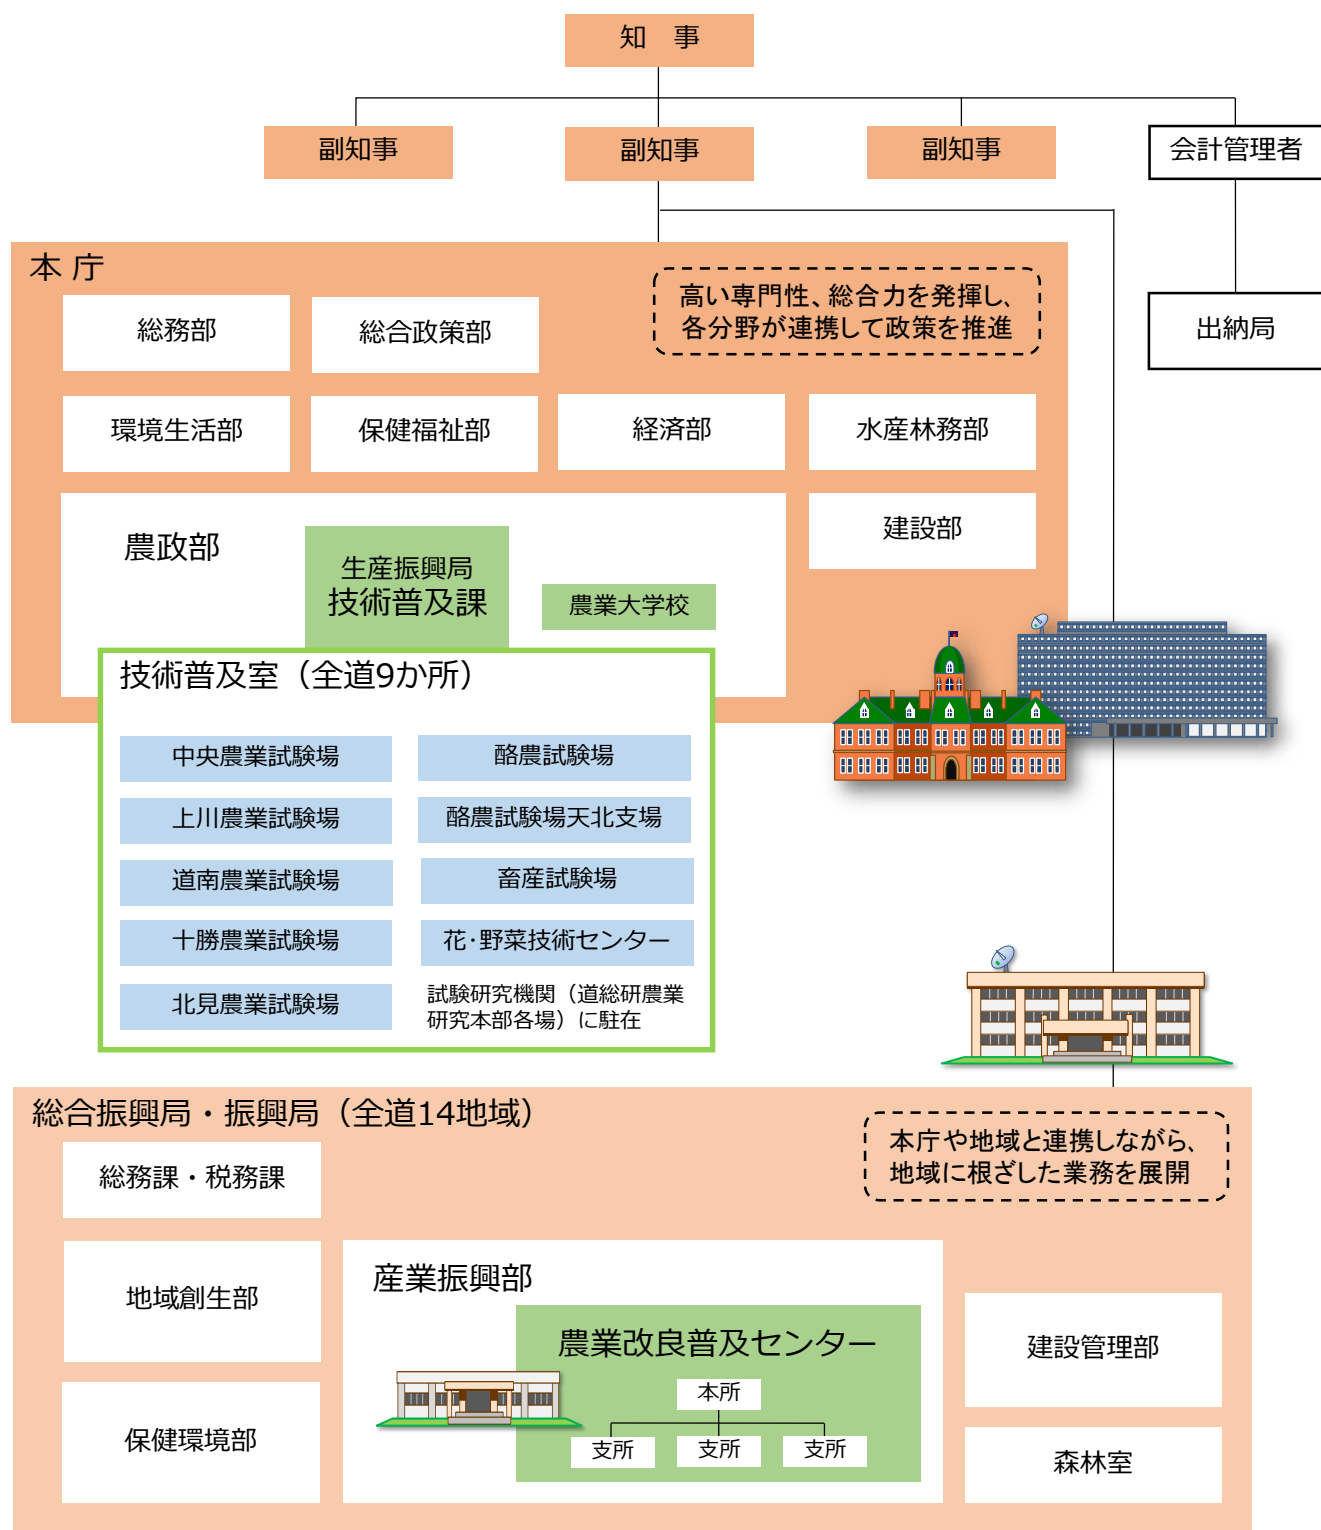 知　事
副知事
副知事
副知事
会計管理者
出納局
本 庁
高い専門性、総合力を発揮し、
各分野が連携して政策を推進
総務部
総合政策部
環境生活部
保健福祉部
経済部
水産林務部
農政部
生産振興局
技術普及課
農業大学校
建設部
技術普及室（全道9か所）
中央農業試験場
酪農試験場
上川農業試験場
酪農試験場天北支場
道南農業試験場
畜産試験場
十勝農業試験場
花・野菜技術センター
北見農業試験場
試験研究機関（道総研農業
研究本部各場）に駐在
総合振興局・振興局（全道14地域）
本庁や地域と連携しながら、
地域に根ざした業務を展開
総務課・税務課
地域創生部
保健環境部
産業振興部
農業改良普及センター
本所
支所
支所
支所
建設管理部
森林室